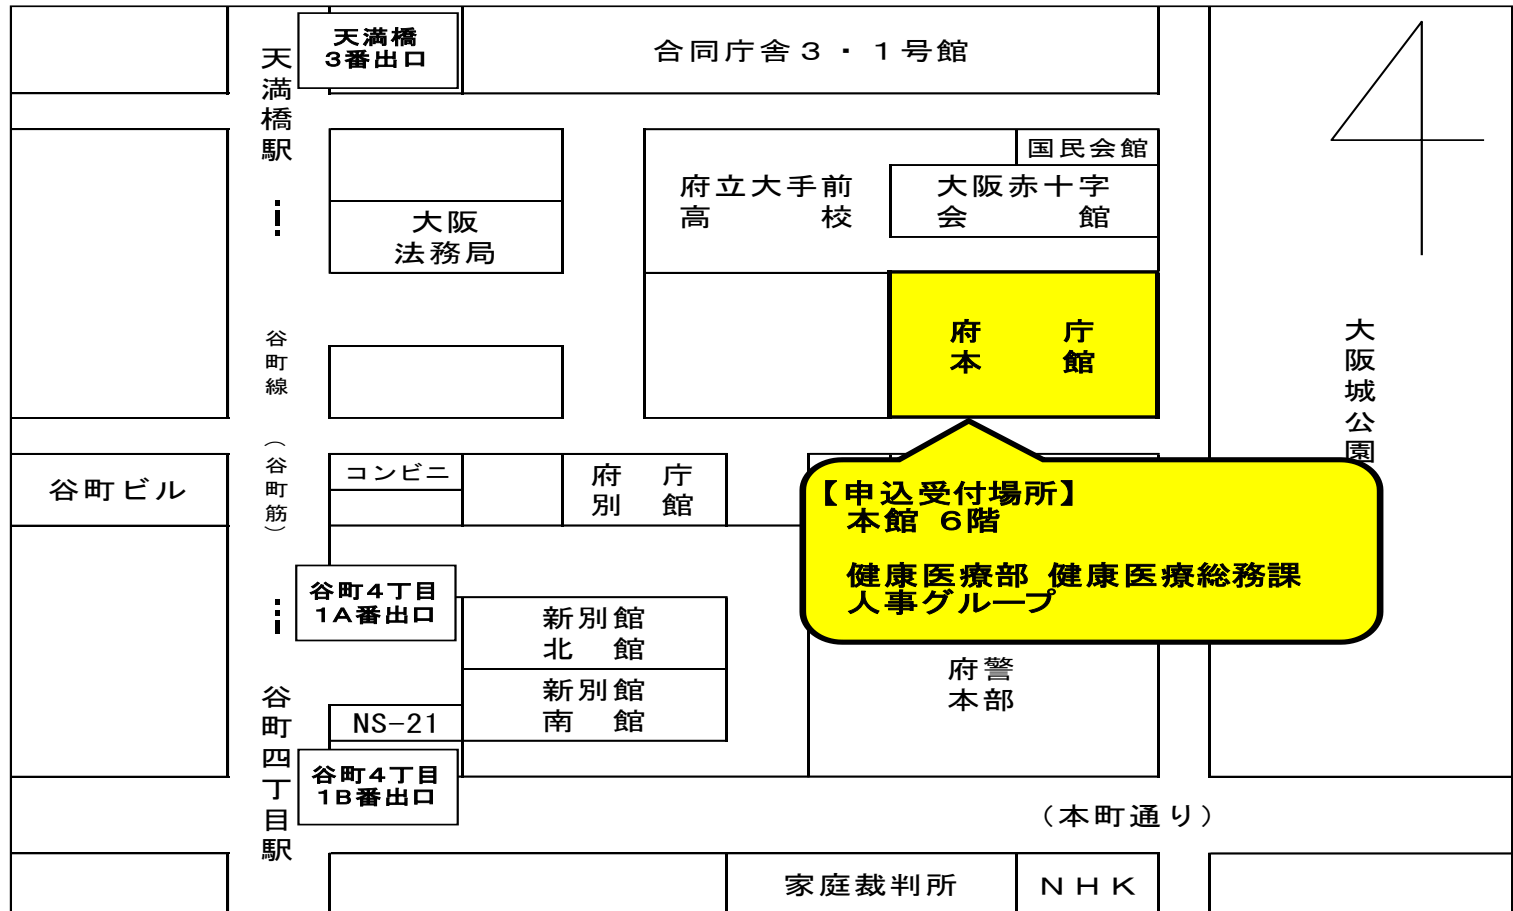 天満橋
3番出口
合同庁舎３・１号館
天満橋駅
国民会館
府立大手前
高校
大阪赤十字
会館
大阪
法務局
府庁
本館
谷町線
（谷町筋）
大阪城公園
谷町ビル
コンビニ
府庁
別館
【申込受付場所】
本館 6階
健康医療部 健康医療総務課
人事グループ
谷町4丁目
1A番出口
新別館
北館
新別館
南館
NS−21
府警
本部
谷町四丁目駅
谷町4丁目
1B番出口
（本町通り）
家庭裁判所
ＮＨＫ